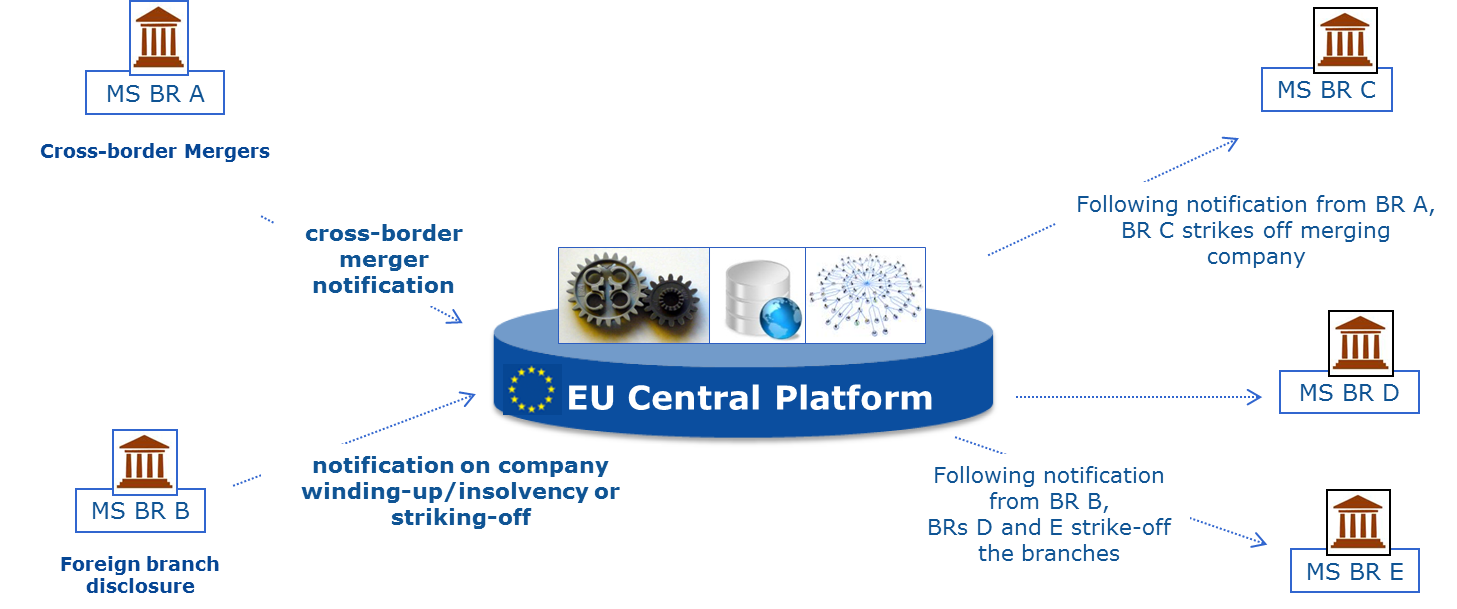 MS BR A
Cross-border Mergers
cross-border
merger
notification
EU Central Platform
MS BR B
Foreign branch
disclosure
notification on company
winding-up/insolvency or
striking-off
MS BR C
Following notification from BR A,
BR C strikes off merging
company
MS BR D
Following notification
from BR B,
BRs D and E strike-off
the branches
MS BR E